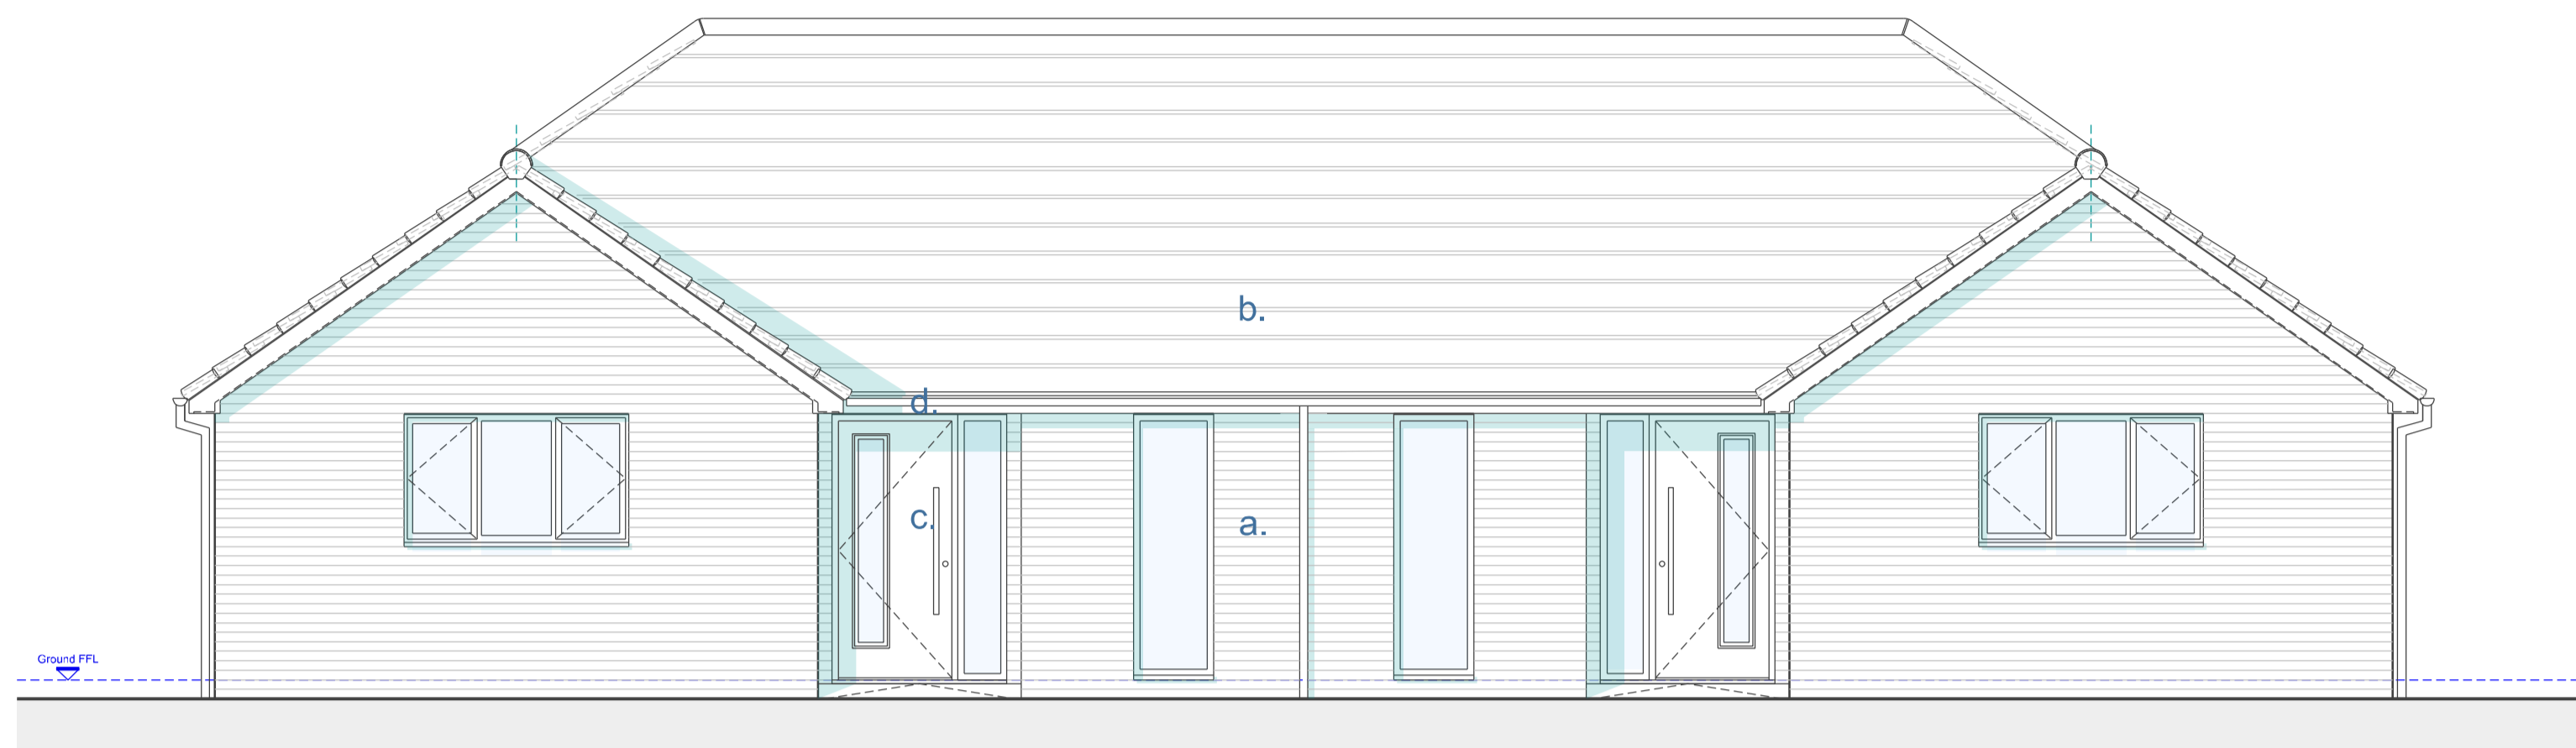 b.
d.
c.
a.
Ground FFL